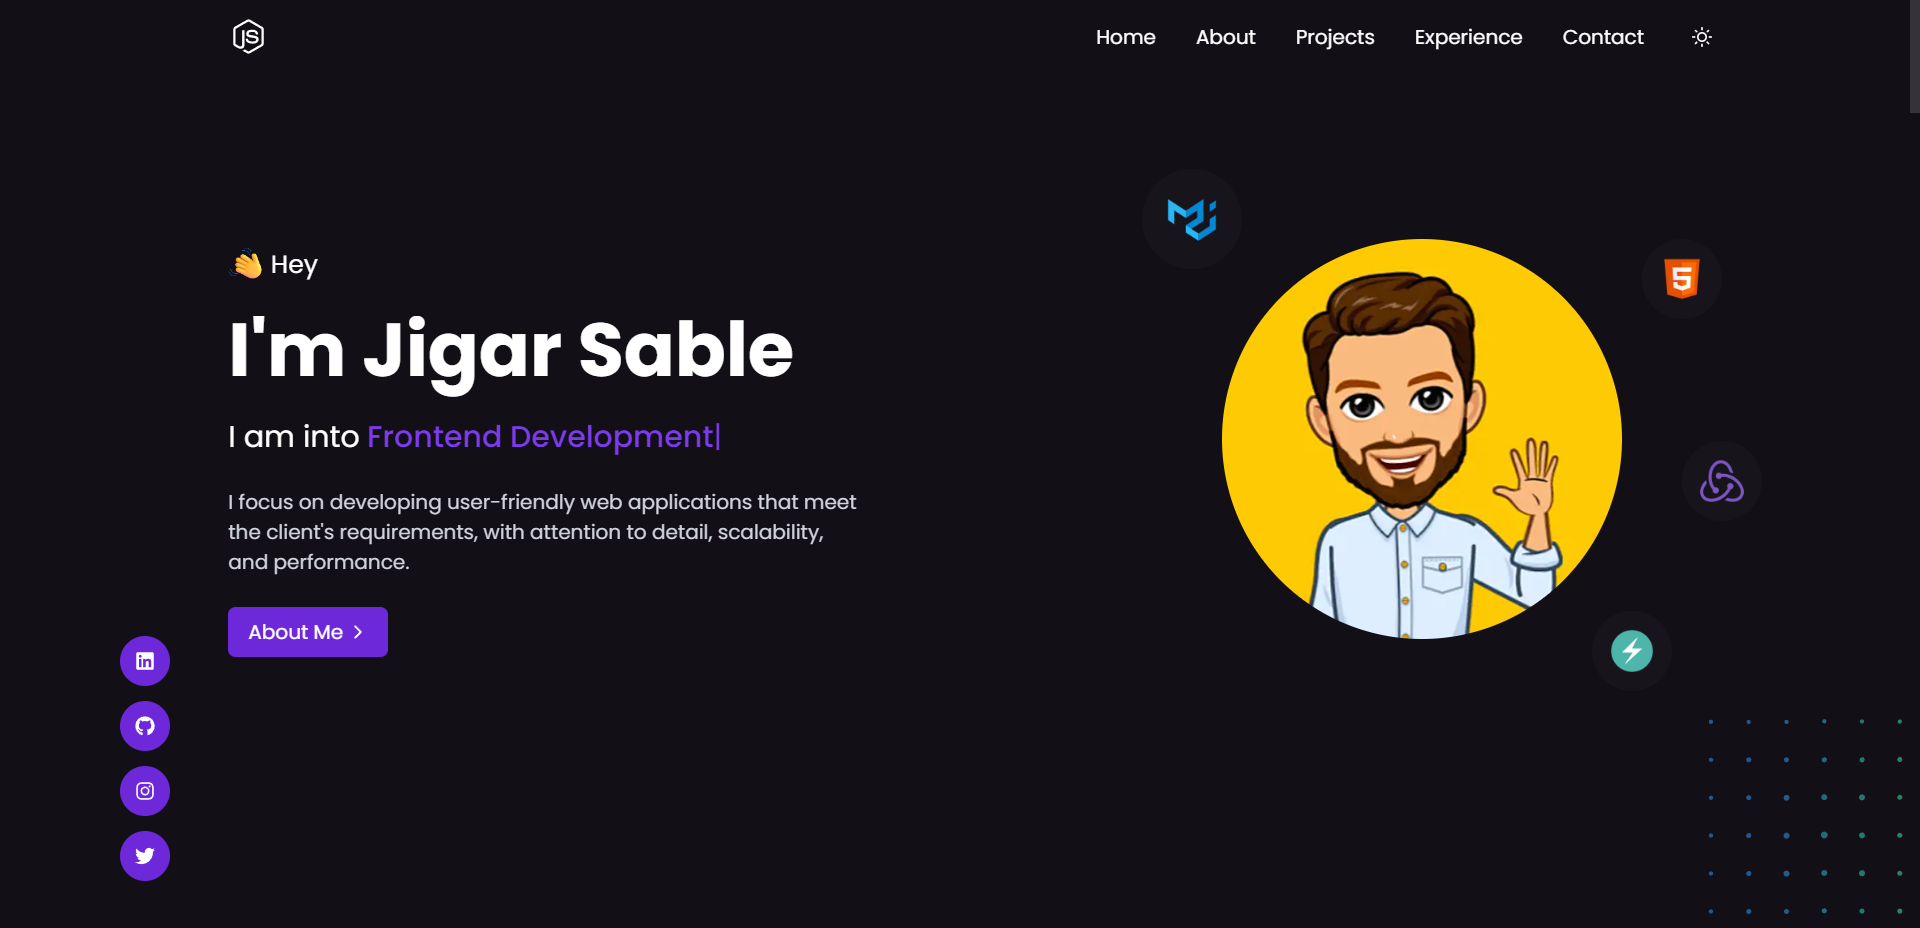 JS
Home About Projects Experience Contact
👋 Hey
I'm Jigar Sable
I am into Frontend Development|
I focus on developing user-friendly web applications that meet
the client's requirements, with attention to detail, scalability,
and performance.
About Me >
in
5